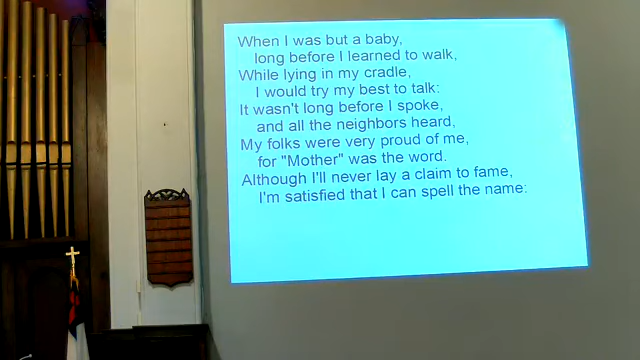 When I was but a baby,
long before I learned to walk,
While lying in my cradle,
I would try my best to talk:
It wasn't long before I spoke,
and all the neighbors heard,
My folks were very proud of me,
for "Mother" was the word.
Although I'll never lay a claim to fame,
I'm satisfied that I can spell the name: